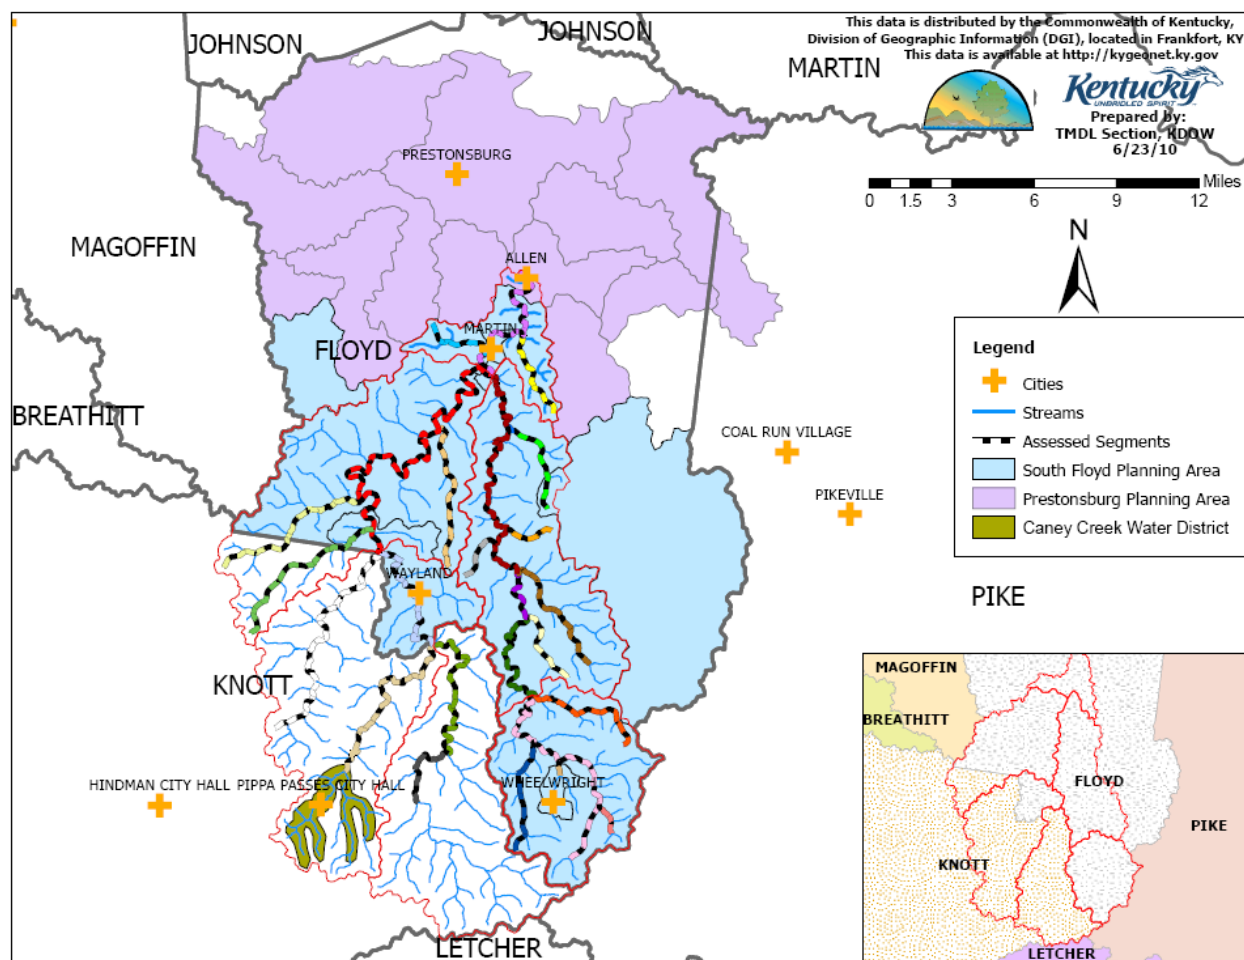 This data is distributed by the Commonwealth of Kentucky,
Division of Geographic Information (DGI), located in Frankfort, KY
This data is available at http://kygeonet.ky.gov
Kentucky
UNBRIDLED SPIRIT
Prepared by:
TMDL Section, KDOW
6/23/10
0 1.5 3 6 9 12 Miles
N
JOHNSON
JOHNSON
MARTIN
PRESTONSBURG
MAGOFFIN
ALLEN
MARTIN
FLOYD
BREATHITT
COAL RUN VILLAGE
PIKEVILLE
WAYLAND
PIKE
KNOTT
HINDMAN CITY HALL
PIPPA PASSES CITY HALL
WHEELWRIGHT
LETCHER
Legend
Cities
Streams
Assessed Segments
South Floyd Planning Area
Prestonsburg Planning Area
Caney Creek Water District
MAGOFFIN
BREATHITT
FLOYD
PIKE
KNOTT
LETCHER